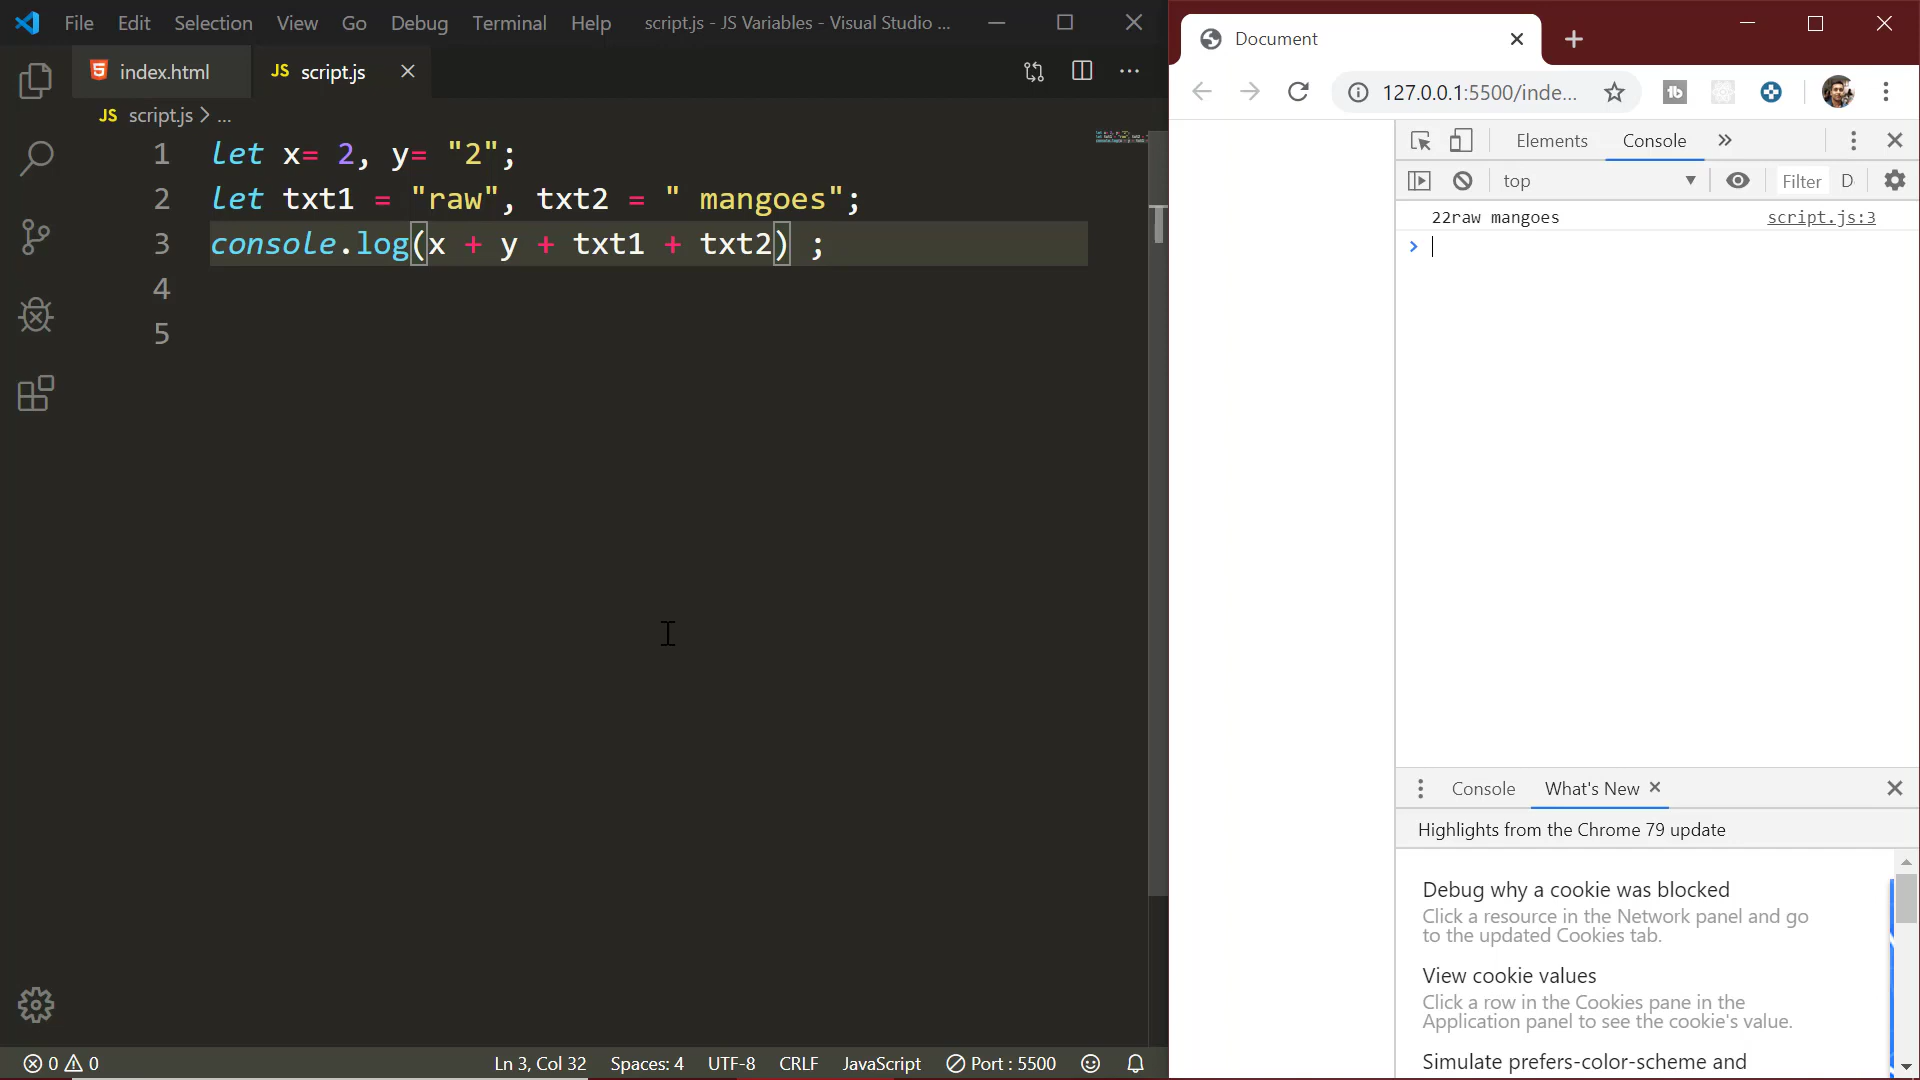 File Edit Selection View Go Debug Terminal Help script.js - JS Variables - Visual Studio ...
index.html JS script.js
JS script.js > ...
1 let x= 2, y= "2";
2 let txt1 = "raw", txt2 = " mangoes";
3 console.log(x + y + txt1 + txt2) ;
4
5
0 0 Ln 3, Col 32 Spaces: 4 UTF-8 CRLF JavaScript Port : 5500
Document
127.0.0.1:5500/inde...
Elements Console »
top Filter D
22raw mangoes script.js:3
>
Console What's New
Highlights from the Chrome 79 update
Debug why a cookie was blocked
Click a resource in the Network panel and go
to the updated Cookies tab.
View cookie values
Click a row in the Cookies pane in the
Application panel to see the cookie's value.
Simulate prefers-color-scheme and